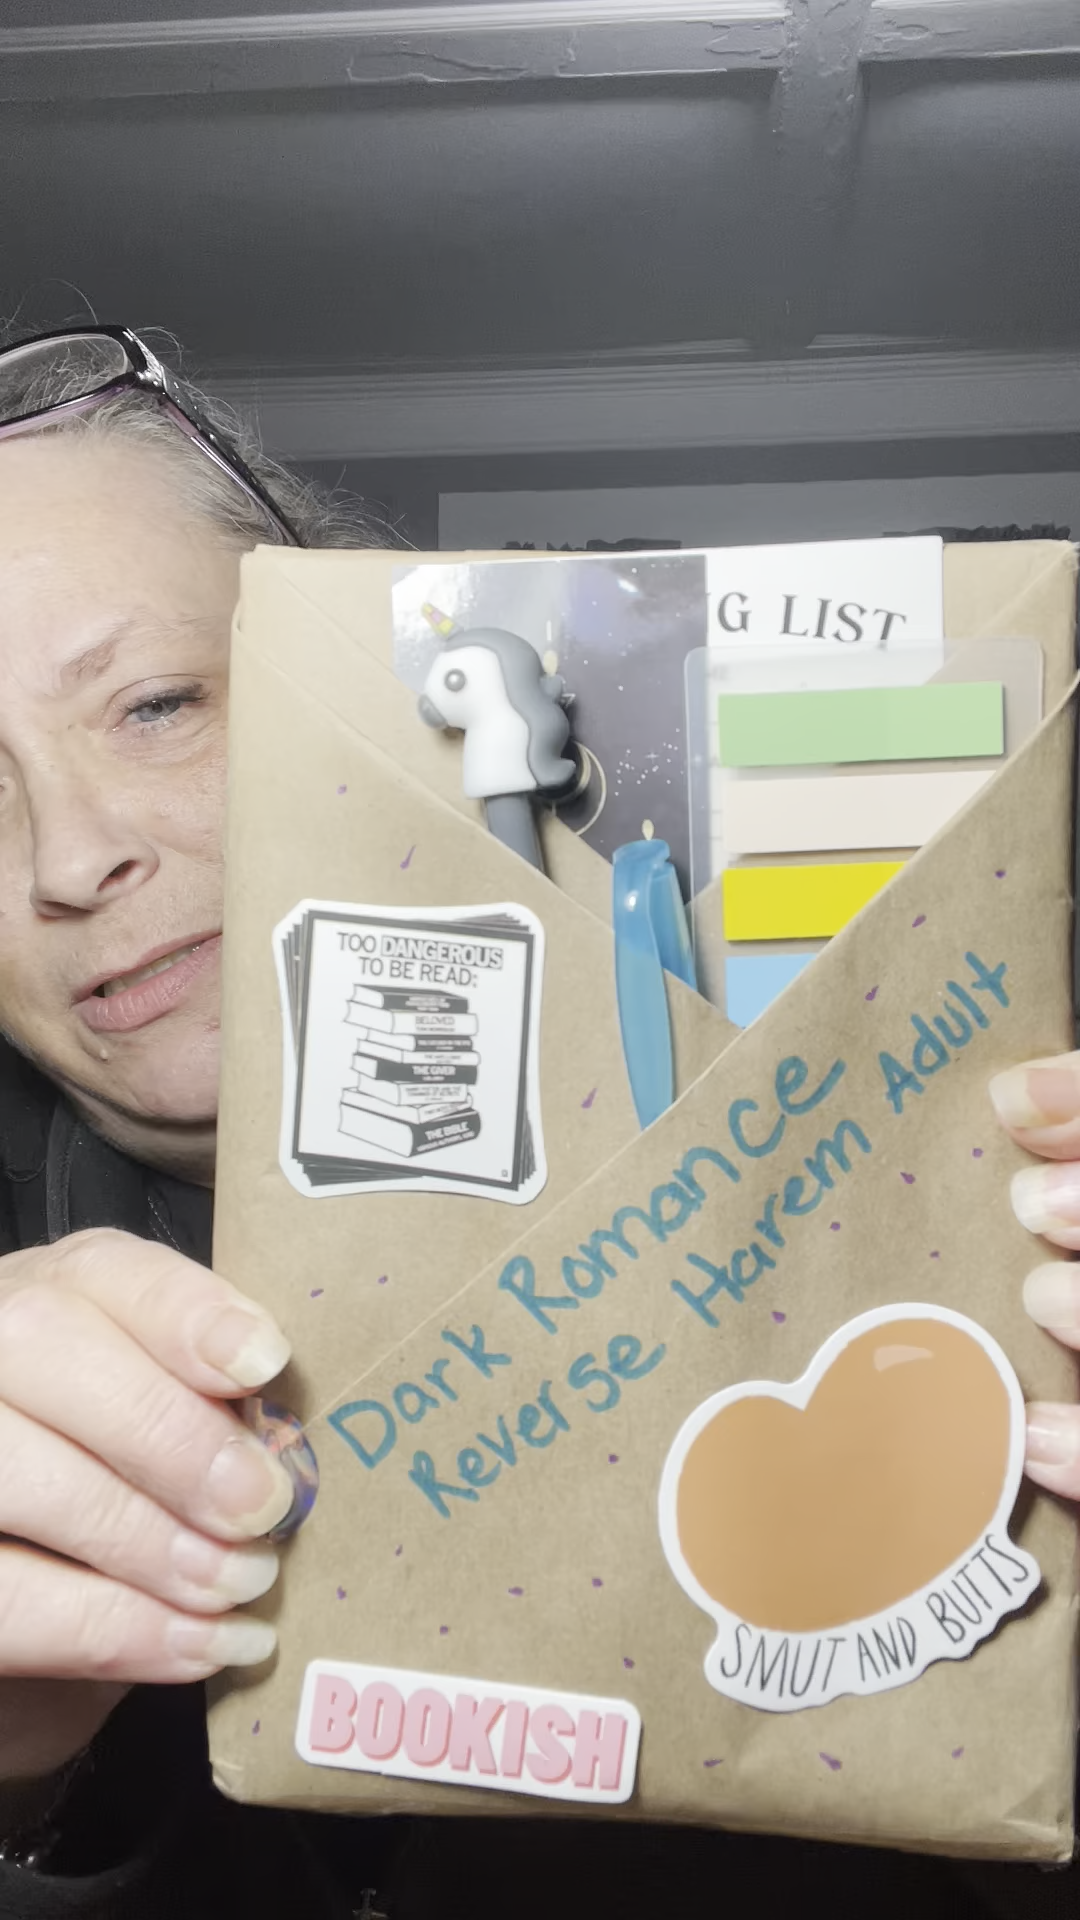 G LIST
TOO DANGEROUS
TO BE READ:
BELOVED
THE GIVER
THE BIBLE
Dark Romance
Reverse Harem Adult
SMUT AND BUTTS
BOOKISH